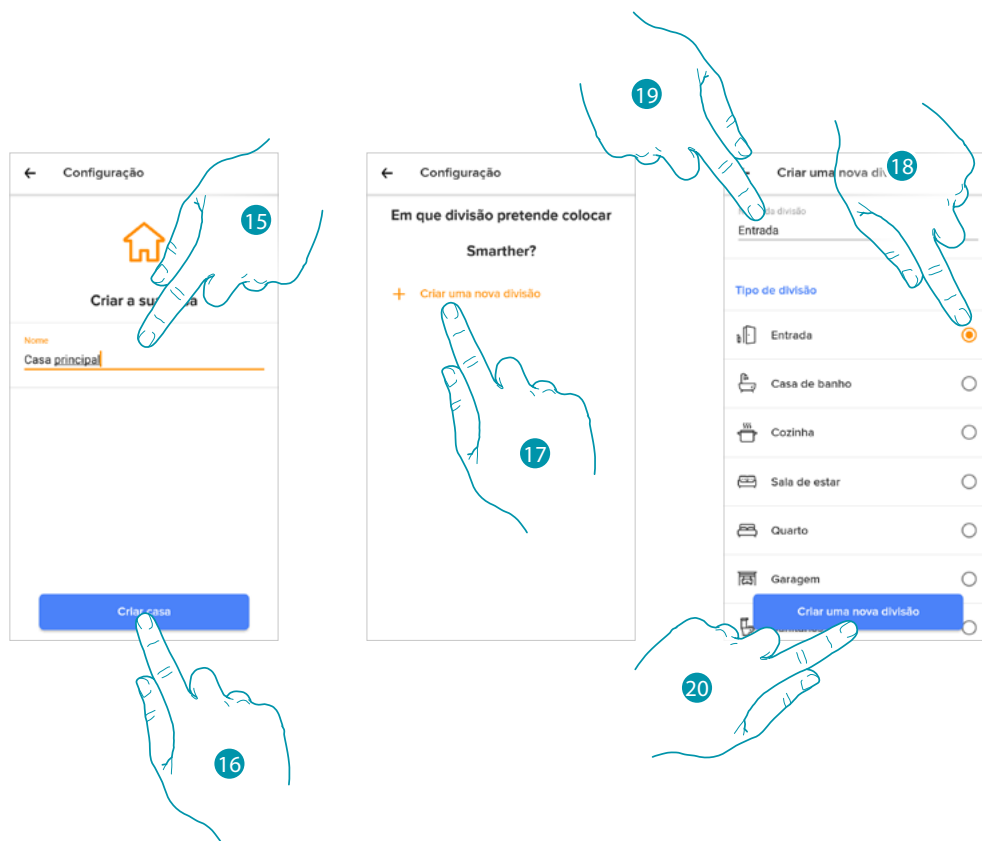 Configuração
Criar a su
Nome
Casa principal
Criar casa
15
16
Configuração
Em que divisão pretende colocar
Smarther?
+ Criar uma nova divisão
17
Criar uma nova
da divisão
Entrada
Tipo de divisão
Entrada
Casa de banho
Cozinha
Sala de estar
Quarto
Garagem
Criar uma nova divisão
18
19
20